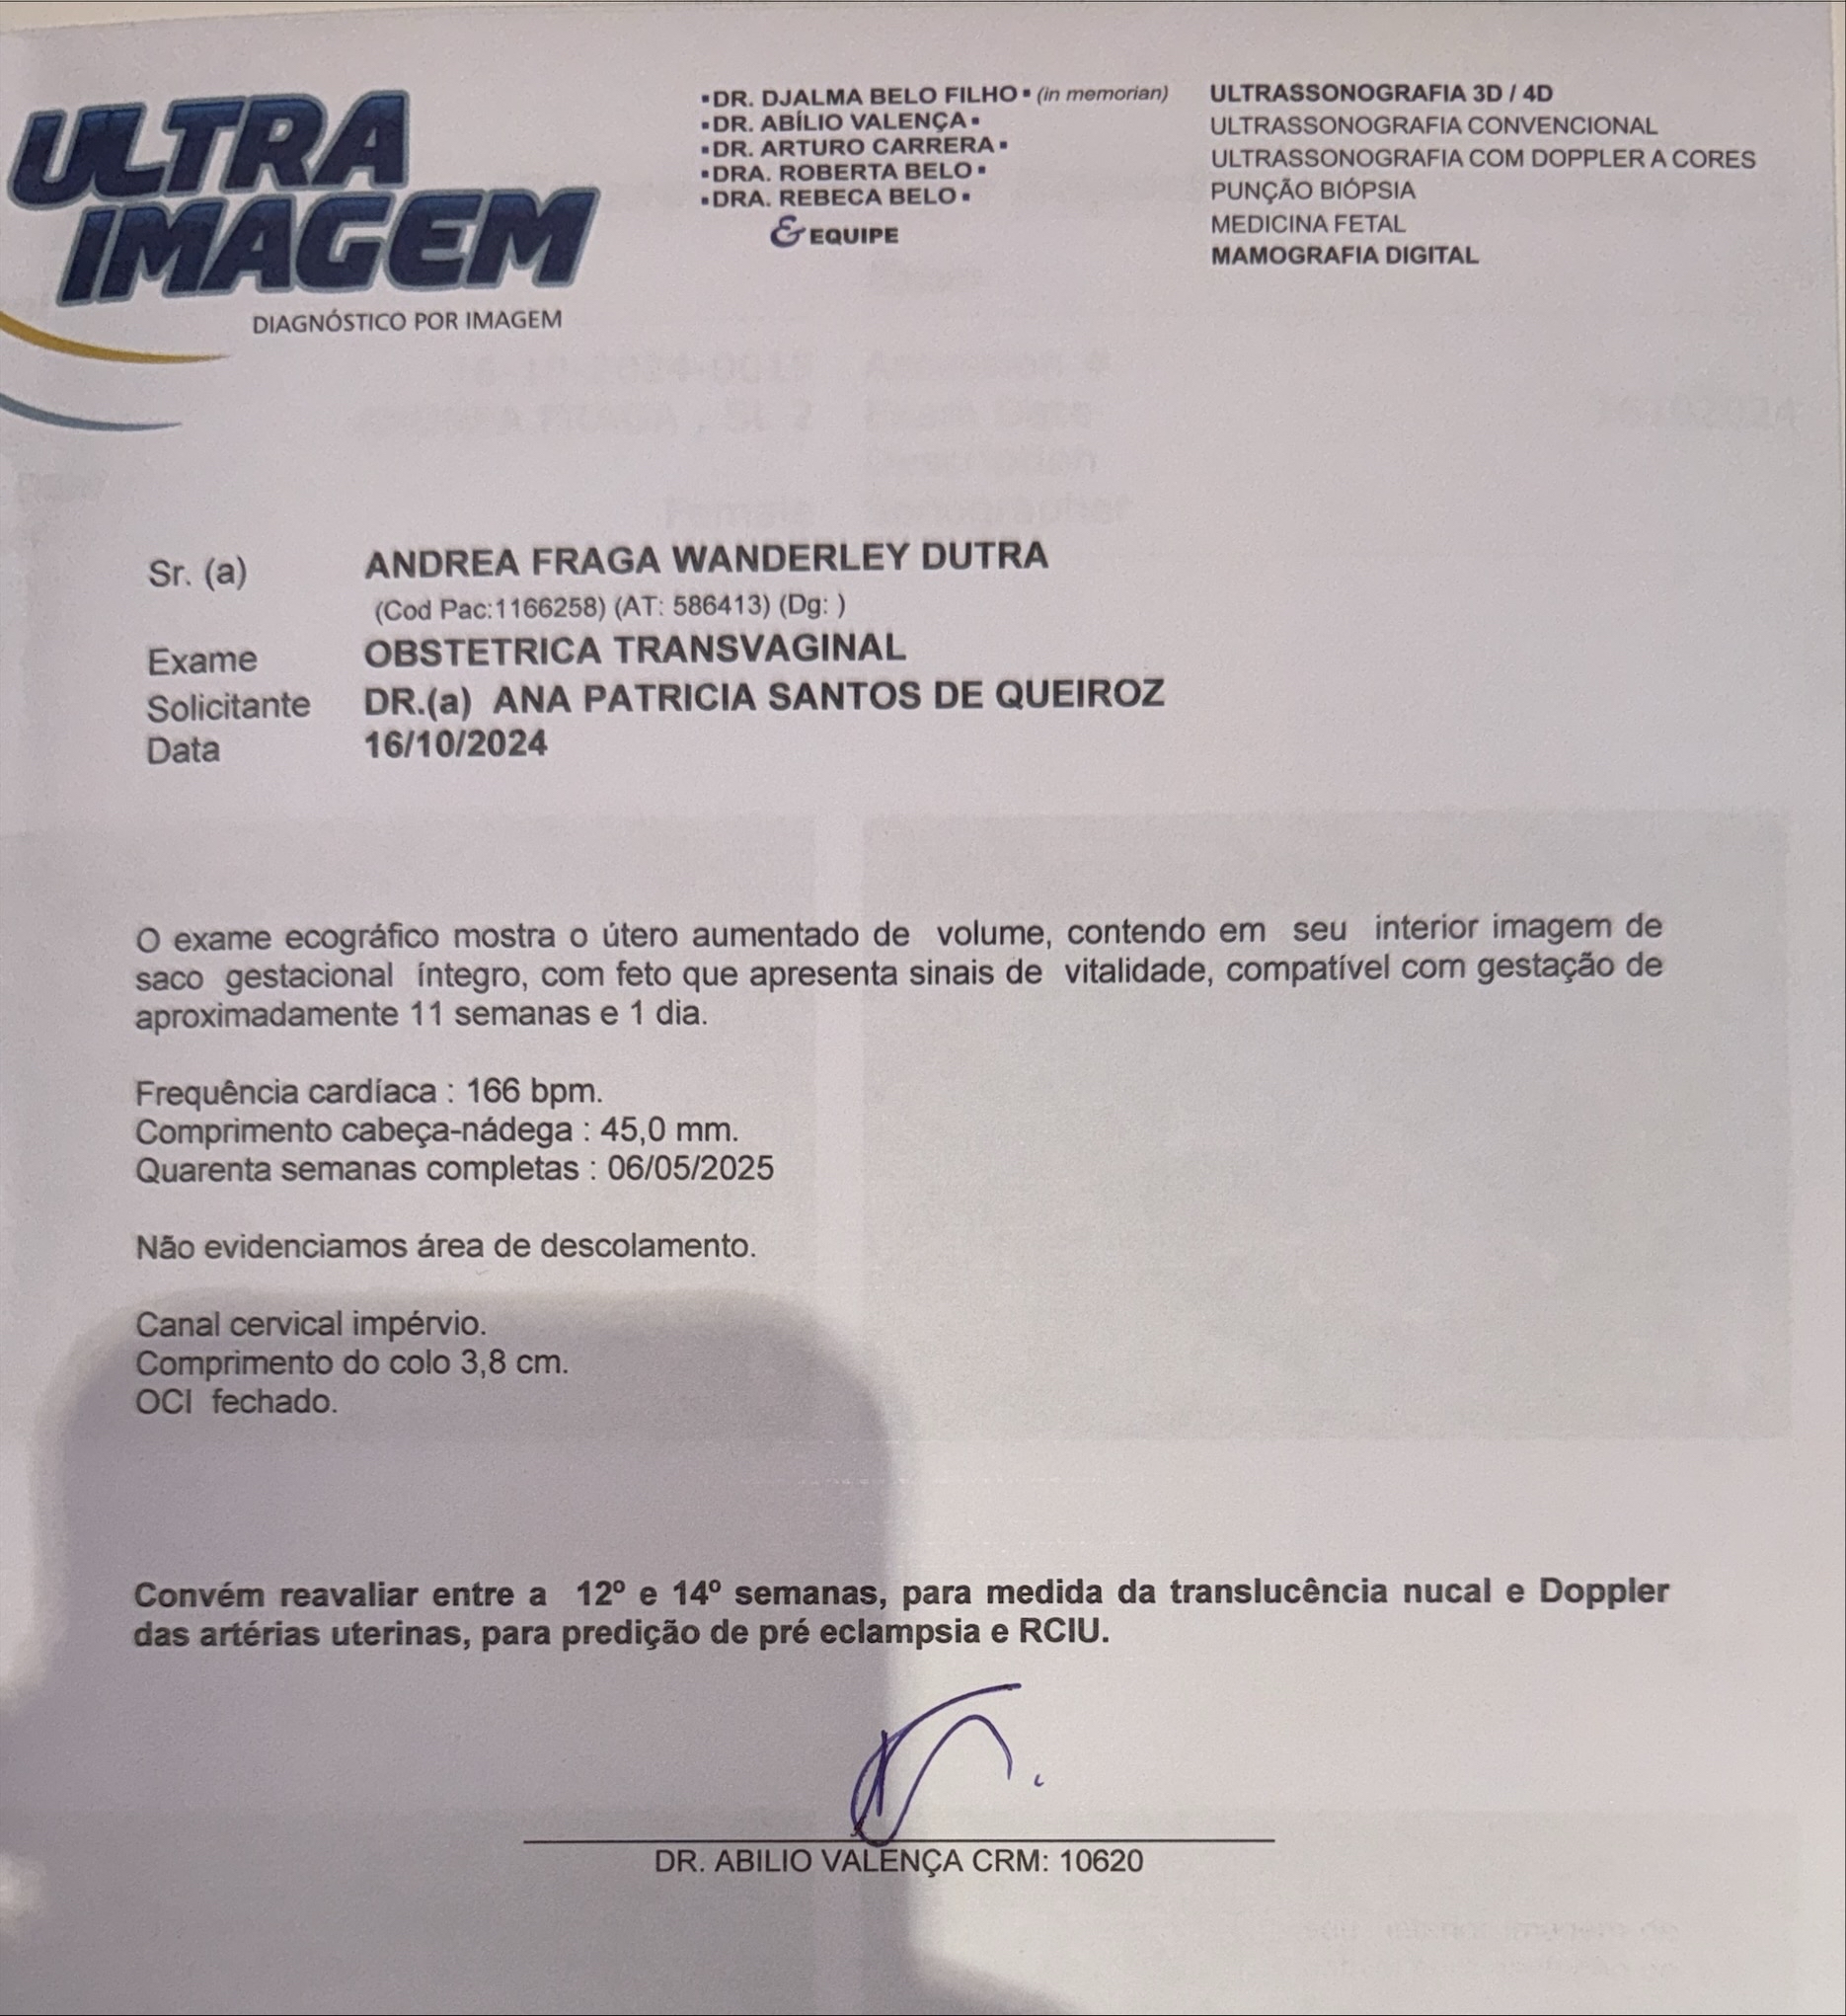 ULTRA
IMAGEM
DIAGNÓSTICO POR IMAGEM
▪DR. DJALMA BELO FILHO▪ (in memorian)
▪DR. ABÍLIO VALENÇA▪
▪DR. ARTURO CARRERA▪
▪DRA. ROBERTA BELO▪
▪DRA. REBECA BELO▪
& EQUIPE
ULTRASSONOGRAFIA 3D / 4D
ULTRASSONOGRAFIA CONVENCIONAL
ULTRASSONOGRAFIA COM DOPPLER A CORES
PUNÇÃO BIÓPSIA
MEDICINA FETAL
MAMOGRAFIA DIGITAL
Sr. (a) ANDREA FRAGA WANDERLEY DUTRA
(Cod Pac:1166258) (AT: 586413) (Dg: )
Exame OBSTETRICA TRANSVAGINAL
Solicitante DR.(a) ANA PATRICIA SANTOS DE QUEIROZ
Data 16/10/2024
O exame ecográfico mostra o útero aumentado de volume, contendo em seu interior imagem de
saco gestacional íntegro, com feto que apresenta sinais de vitalidade, compatível com gestação de
aproximadamente 11 semanas e 1 dia.
Frequência cardíaca : 166 bpm.
Comprimento cabeça-nádega : 45,0 mm.
Quarenta semanas completas : 06/05/2025
Não evidenciamos área de descolamento.
Canal cervical impérvio.
Comprimento do colo 3,8 cm.
OCI fechado.
Convém reavaliar entre a 12º e 14º semanas, para medida da translucência nucal e Doppler
das artérias uterinas, para predição de pré eclampsia e RCIU.
DR. ABILIO VALENÇA CRM: 10620